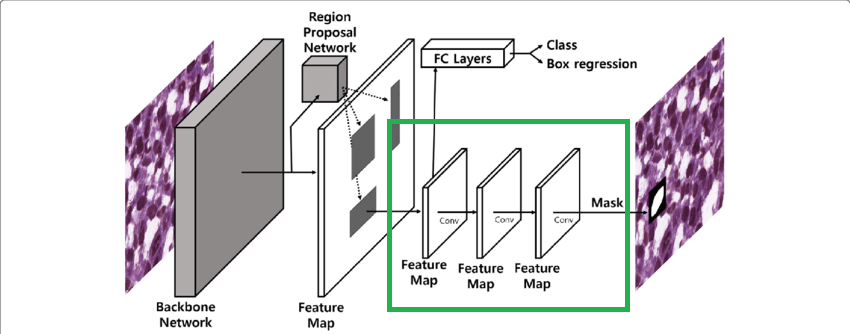 Region
Proposal
Network
FC Layers
Class
Box regression
Conv
Conv
Conv
Mask
Feature
Map
Feature
Map
Feature
Map
Backbone
Network
Feature
Map